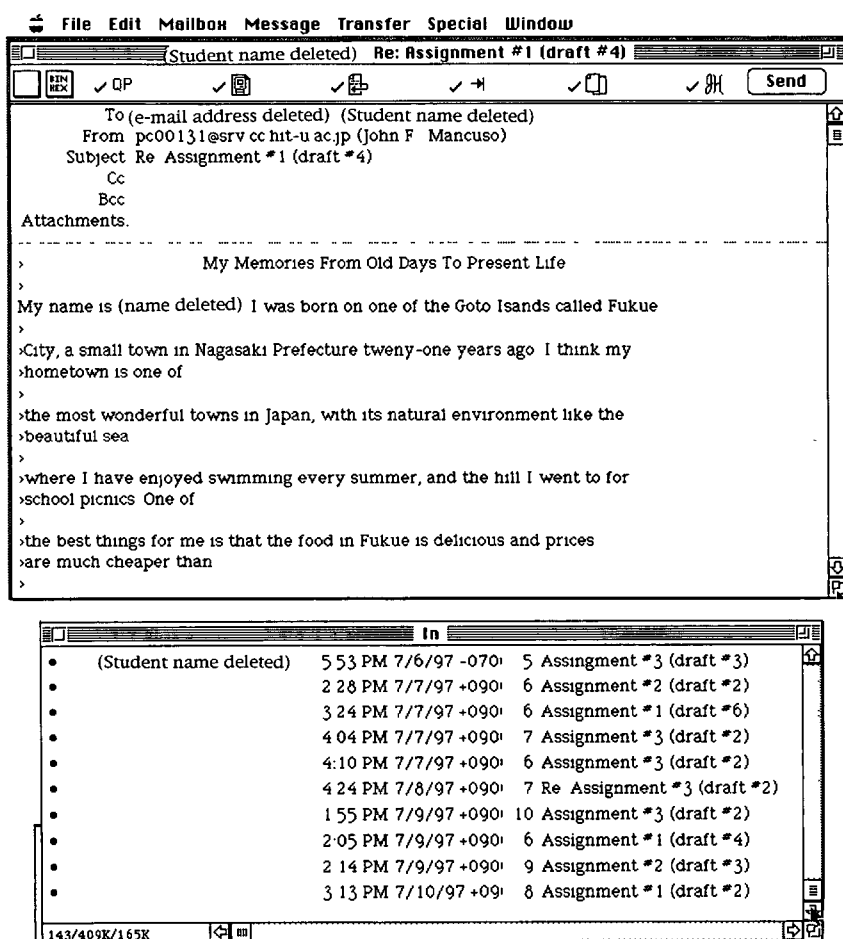 File Edit Mailbox Message Transfer Special Window
(Student name deleted) Re: Assignment #1 (draft #4)
BIN HEX QP Send
To (e-mail address deleted) (Student name deleted)
From pc00131@srv cc hit-u ac.jp (John F Mancuso)
Subject Re Assignment #1 (draft #4)
Cc
Bcc
Attachments.
> My Memories From Old Days To Present Life
>
My name is (name deleted) I was born on one of the Goto Isands called Fukue
>
>City, a small town in Nagasaki Prefecture tweny-one years ago I think my
>hometown is one of
>
>the most wonderful towns in Japan, with its natural environment like the
>beautiful sea
>
>where I have enjoyed swimming every summer, and the hill I went to for
>school picnics One of
>
>the best things for me is that the food in Fukue is delicious and prices
>are much cheaper than
>
In
• (Student name deleted) 5 53 PM 7/6/97 -070 5 Assingment #3 (draft #3)
• 2 28 PM 7/7/97 +090 6 Assignment #2 (draft #2)
• 3 24 PM 7/7/97 +090 6 Assignment #1 (draft #6)
• 4 04 PM 7/7/97 +090 7 Assignment #3 (draft #2)
• 4:10 PM 7/7/97 +090 6 Assignment #3 (draft #2)
• 4 24 PM 7/8/97 +090 7 Re Assignment #3 (draft #2)
• 1 55 PM 7/9/97 +090 10 Assignment #3 (draft #2)
• 2:05 PM 7/9/97 +090 6 Assignment #1 (draft #4)
• 2 14 PM 7/9/97 +090 9 Assignment #2 (draft #3)
• 3 13 PM 7/10/97 +09 8 Assignment #1 (draft #2)
143/409K/165K